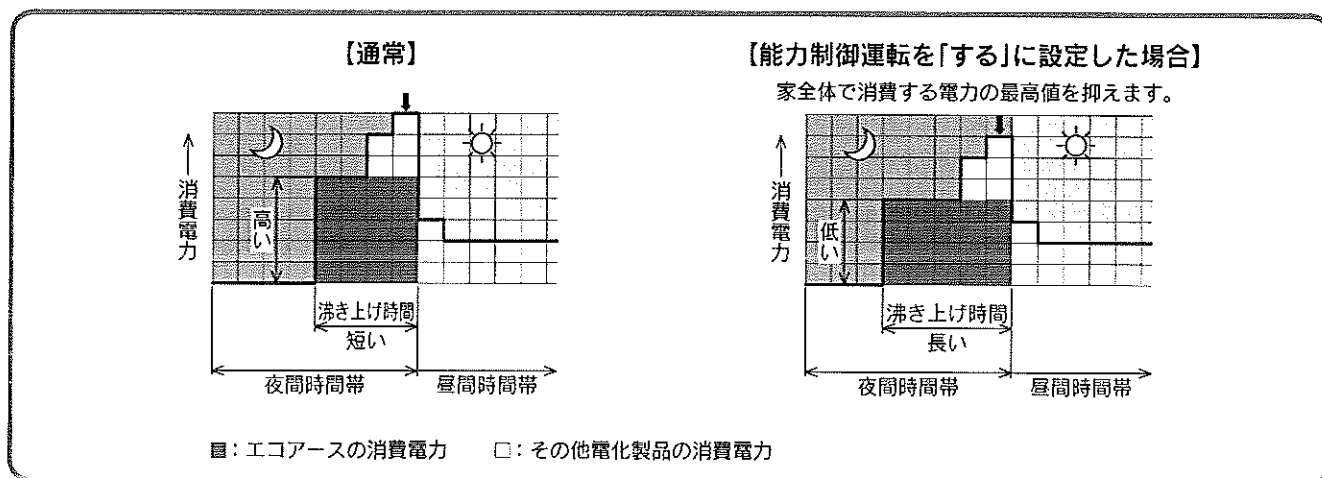 【通常】
消費電力
高い
沸き上げ時間
短い
夜間時間帯
昼間時間帯
【能力制御運転を「する」に設定した場合】
家全体で消費する電力の最高値を抑えます。
消費電力
低い
沸き上げ時間
長い
夜間時間帯
昼間時間帯
■：エコアースの消費電力
□：その他電化製品の消費電力